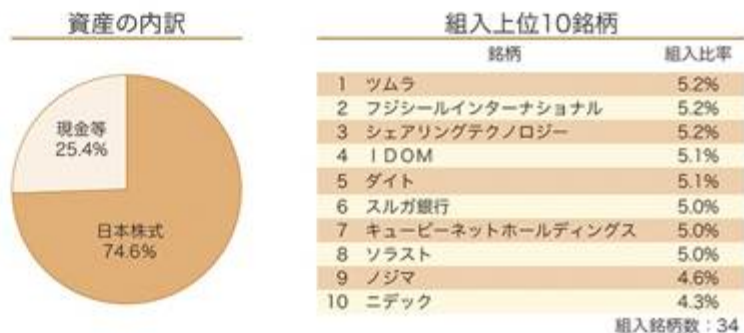 資産の内訳
現金等
25.4%
日本株式
74.6%
組入上位10銘柄
銘柄 組入比率
1 ツムラ 5.2%
2 フジシールインターナショナル 5.2%
3 シェアリングテクノロジー 5.2%
4 IDOM 5.1%
5 ダイト 5.1%
6 スルガ銀行 5.0%
7 キュービーネットホールディングス 5.0%
8 ソラスト 5.0%
9 ノジマ 4.6%
10 ニデック 4.3%
組入銘柄数：34